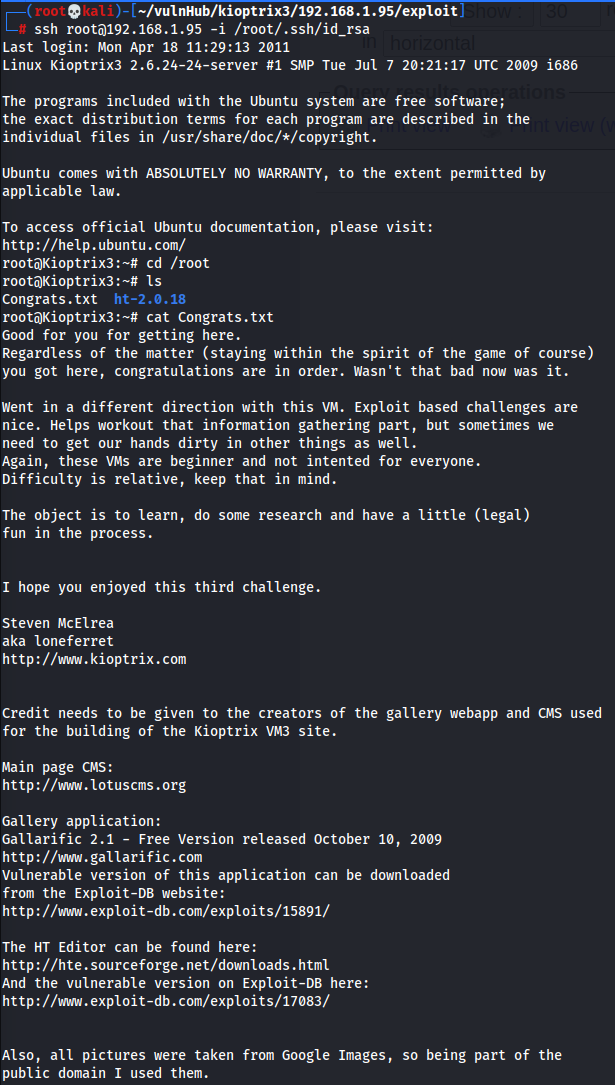 (root💀kali)-[~/vulnHub/kioptrix3/192.168.1.95/exploit]
# ssh root@192.168.1.95 -i /root/.ssh/id_rsa
Last login: Mon Apr 18 11:29:13 2011
Linux Kioptrix3 2.6.24-24-server #1 SMP Tue Jul 7 20:21:17 UTC 2009 i686
The programs included with the Ubuntu system are free software;
the exact distribution terms for each program are described in the
individual files in /usr/share/doc/*/copyright.
Ubuntu comes with ABSOLUTELY NO WARRANTY, to the extent permitted by
applicable law.
To access official Ubuntu documentation, please visit:
http://help.ubuntu.com/
root@Kioptrix3:~# cd /root
root@Kioptrix3:~# ls
Congrats.txt  ht-2.0.18
root@Kioptrix3:~# cat Congrats.txt
Good for you for getting here.
Regardless of the matter (staying within the spirit of the game of course)
you got here, congratulations are in order. Wasn't that bad now was it.
Went in a different direction with this VM. Exploit based challenges are
nice. Helps workout that information gathering part, but sometimes we
need to get our hands dirty in other things as well.
Again, these VMs are beginner and not intented for everyone.
Difficulty is relative, keep that in mind.
The object is to learn, do some research and have a little (legal)
fun in the process.
I hope you enjoyed this third challenge.
Steven McElrea
aka loneferret
http://www.kioptrix.com
Credit needs to be given to the creators of the gallery webapp and CMS used
for the building of the Kioptrix VM3 site.
Main page CMS:
http://www.lotuscms.org
Gallery application:
Gallarific 2.1 - Free Version released October 10, 2009
http://www.gallarific.com
Vulnerable version of this application can be downloaded
from the Exploit-DB website:
http://www.exploit-db.com/exploits/15891/
The HT Editor can be found here:
http://hte.sourceforge.net/downloads.html
And the vulnerable version on Exploit-DB here:
http://www.exploit-db.com/exploits/17083/
Also, all pictures were taken from Google Images, so being part of the
public domain I used them.
Show : 30
in horizontal
Query results operations
Print view
Print view (w